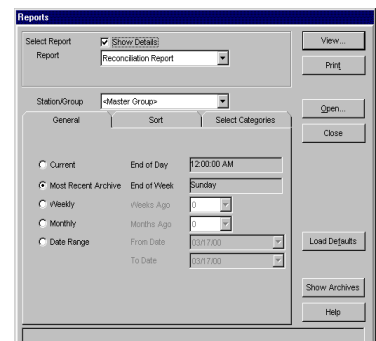 Reports
Select Report
Show Details
View...
Report
Reconciliation Report
Print
Station/Group
<Master Group>
Open...
General
Sort
Select Categories
Close
Current
End of Day
12:00:00 AM
Most Recent Archive
End of Week
Sunday
Weekly
Weeks Ago
0
Monthly
Months Ago
0
Date Range
From Date
03/17/00
Load Defaults
To Date
03/17/00
Show Archives
Help